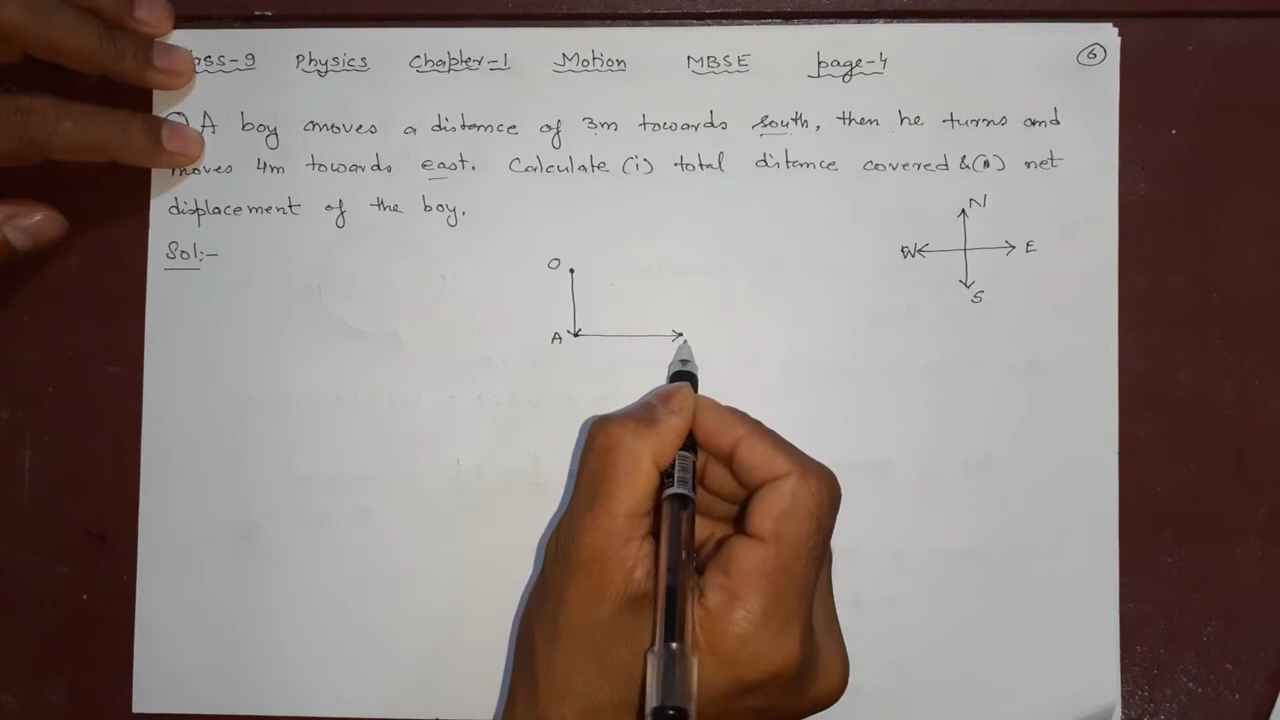 Physics Chapter-1 Motion MBSE page-4 6
A boy moves a distance of 3m towards south, then he turns and
moves 4m towards east. Calculate (i) total distance covered & (ii) net
displacement of the boy.
Sol:-
N
W E
S
O
A